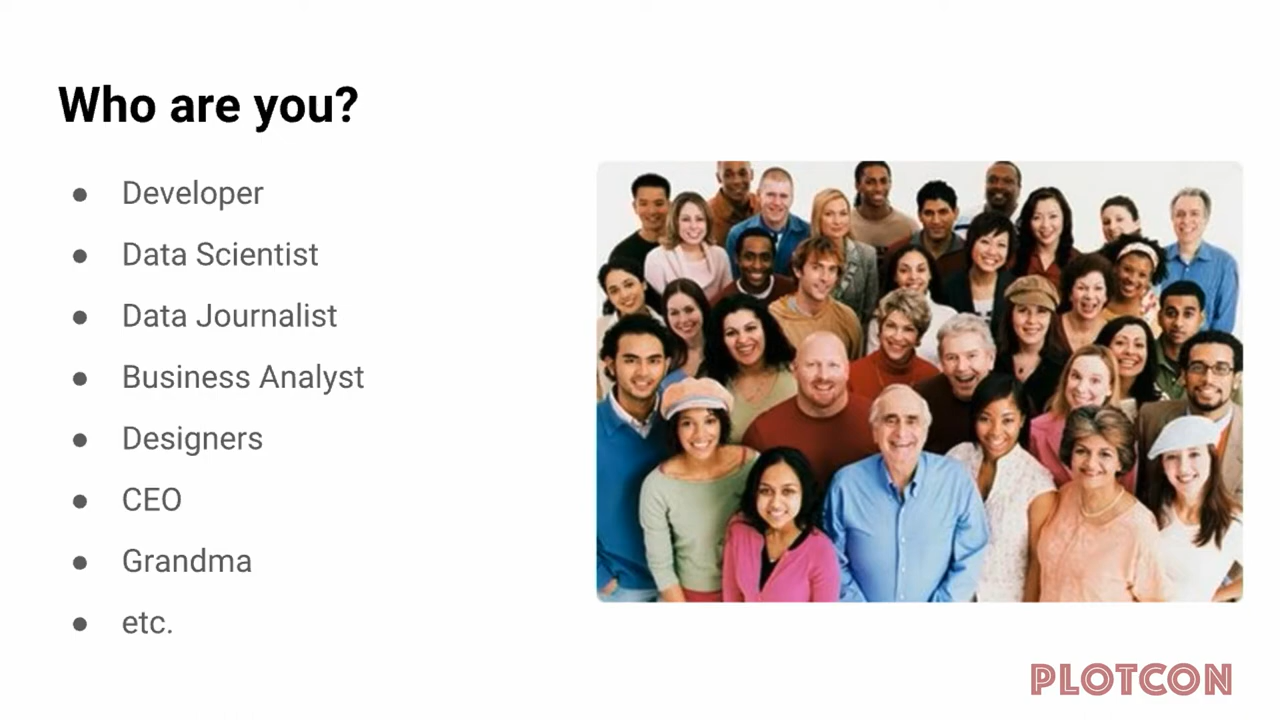 Who are you?
● Developer
● Data Scientist
● Data Journalist
● Business Analyst
● Designers
● CEO
● Grandma
● etc.
PLOTCON